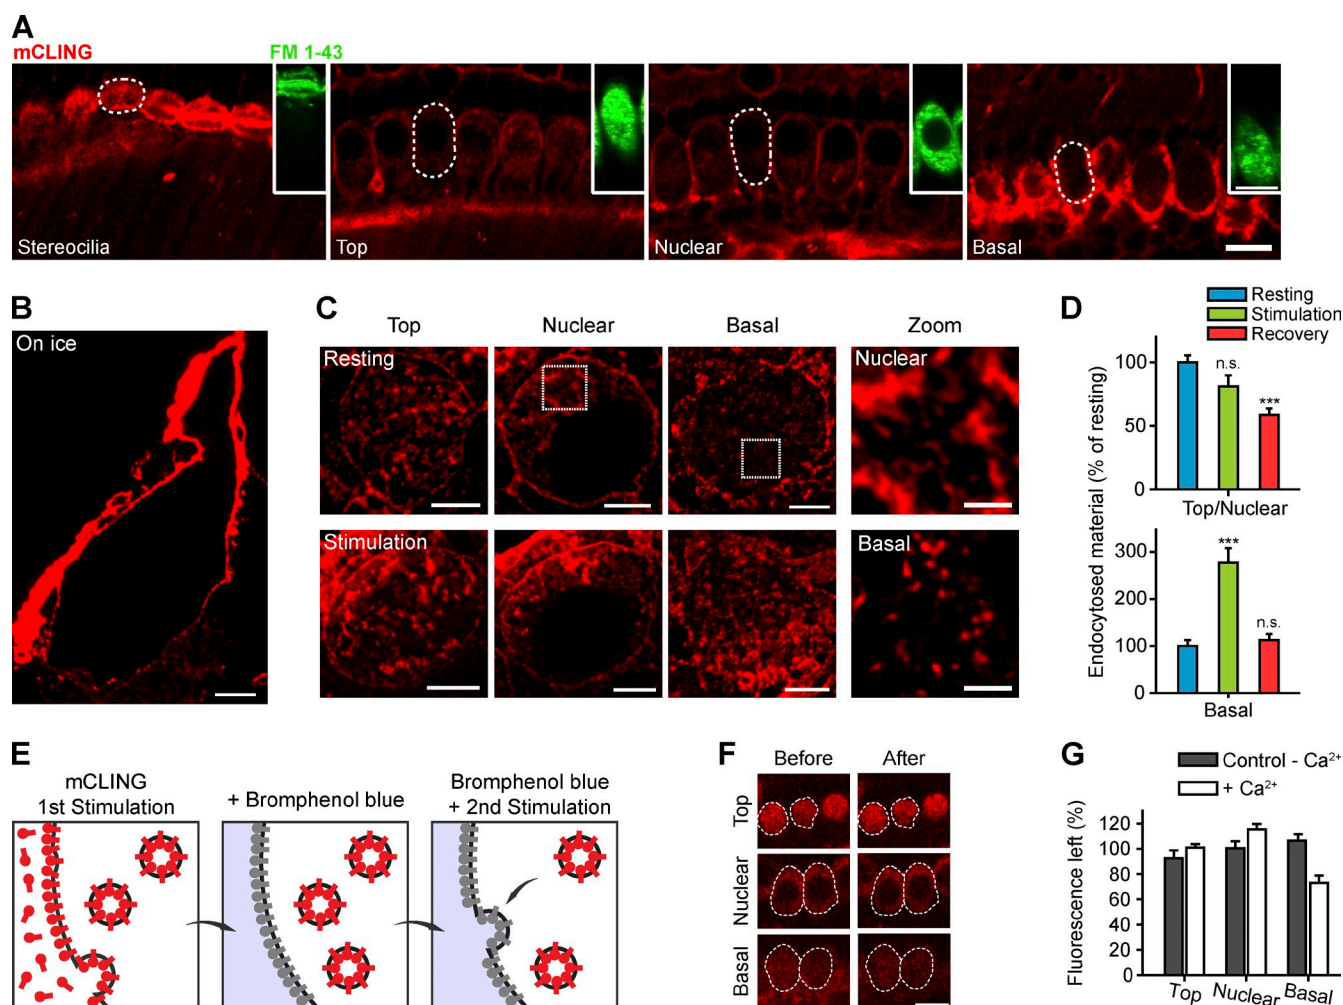 A
mCLING
FM 1-43
Stereocilia
Top
Nuclear
Basal
B
On ice
C
Top
Nuclear
Basal
Zoom
Resting
Nuclear
Stimulation
Basal
D
Resting
Stimulation
Recovery
Endocytosed material (% of resting)
100
50
0
n.s.
***
Top/Nuclear
300
200
100
0
***
n.s.
Basal
E
mCLING
1st Stimulation
+ Bromphenol blue
Bromphenol blue
+ 2nd Stimulation
F
Before
After
Top
Nuclear
Basal
G
Control - Ca²⁺
+ Ca²⁺
Fluorescence left (%)
120
100
80
60
40
20
0
Top
Nuclear
Basal